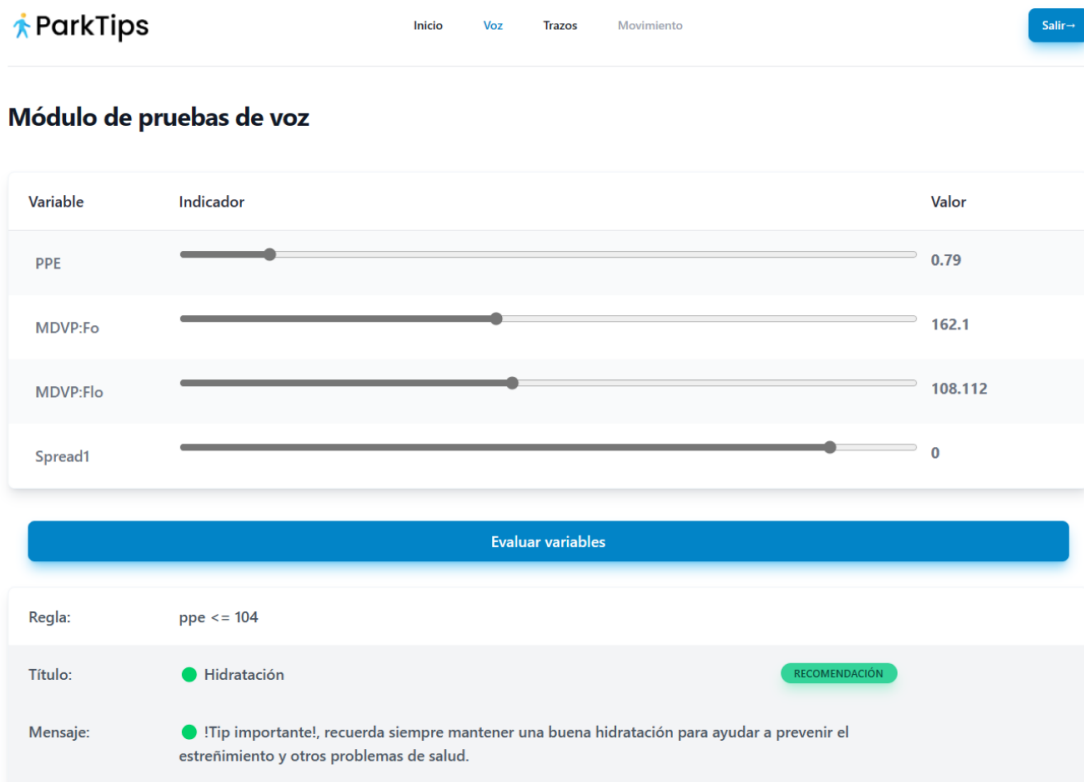 ParkTips
Inicio Voz Trazos Movimiento Salir→
Módulo de pruebas de voz
Variable Indicador Valor
PPE 0.79
MDVP:Fo 162.1
MDVP:Flo 108.112
Spread1 0
Evaluar variables
Regla: ppe <= 104
Título: Hidratación RECOMENDACIÓN
Mensaje: !Tip importante!, recuerda siempre mantener una buena hidratación para ayudar a prevenir el
estreñimiento y otros problemas de salud.